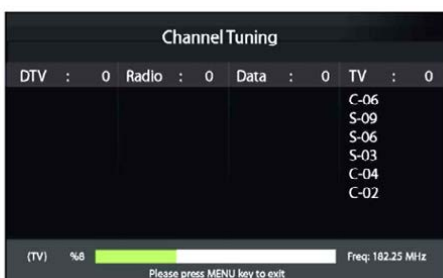 Channel Tuning
DTV : 0 Radio : 0 Data : 0 TV : 0
C-06
S-09
S-06
S-03
C-04
C-02
(TV) %8 Freq: 182.25 MHz
Please press MENU key to exit